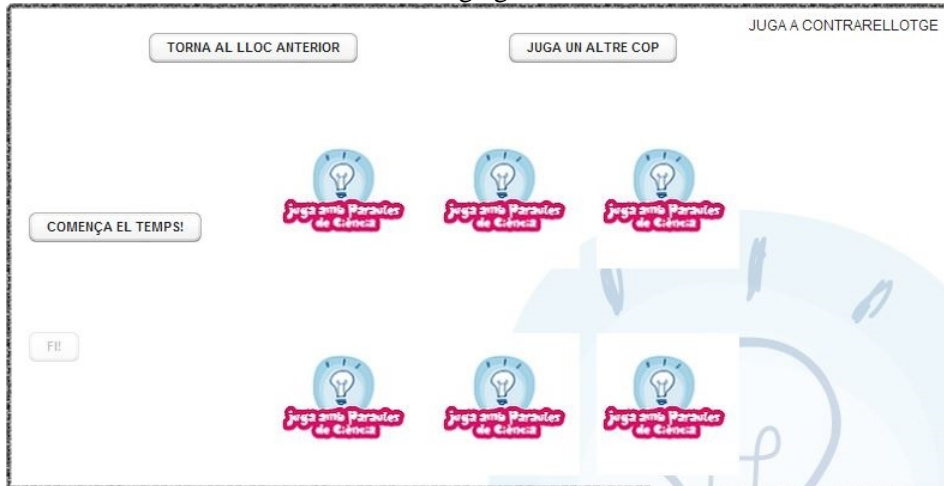 JUGA A CONTRARELLOTGE
TORNA AL LLOC ANTERIOR
JUGA UN ALTRE COP
juga amb Paraules
de Ciència
juga amb Paraules
de Ciència
juga amb Paraules
de Ciència
COMENÇA EL TEMPS!
FI!
juga amb Paraules
de Ciència
juga amb Paraules
de Ciència
juga amb Paraules
de Ciència